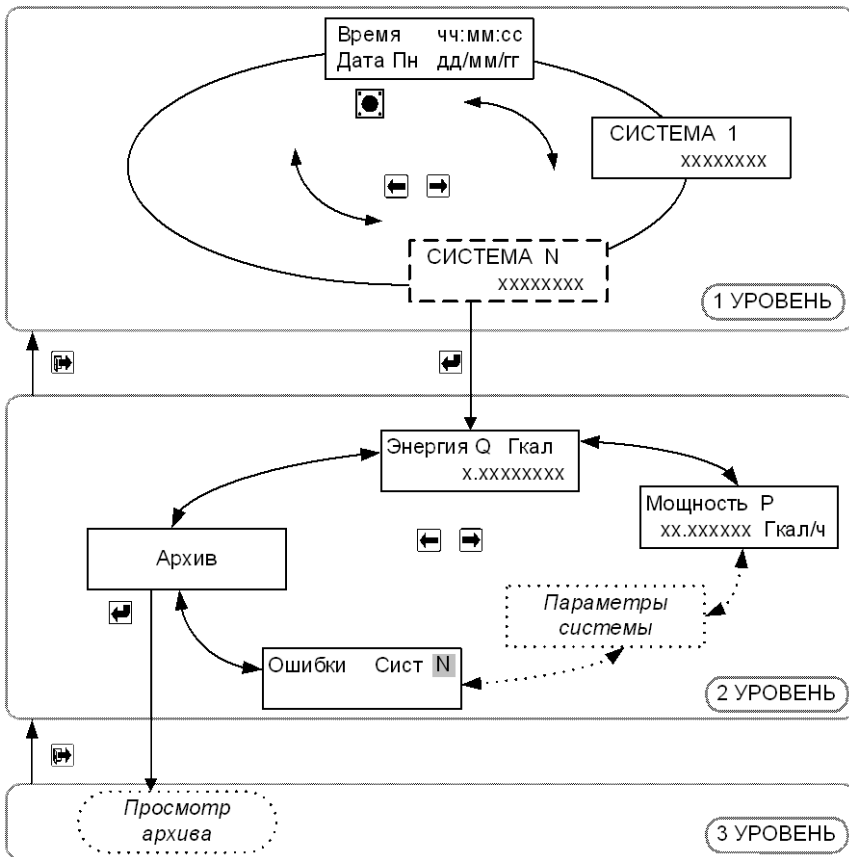 Время чч:мм:сс
Дата Пн дд/мм/гг
СИСТЕМА 1
xxxxxxxx
СИСТЕМА N
xxxxxxxx
1 УРОВЕНЬ
Энергия Q Гкал
x.xxxxxxxx
Мощность P
xx.xxxxxx Гкал/ч
Архив
Параметры
системы
Ошибки Сист N
2 УРОВЕНЬ
Просмотр
архива
3 УРОВЕНЬ